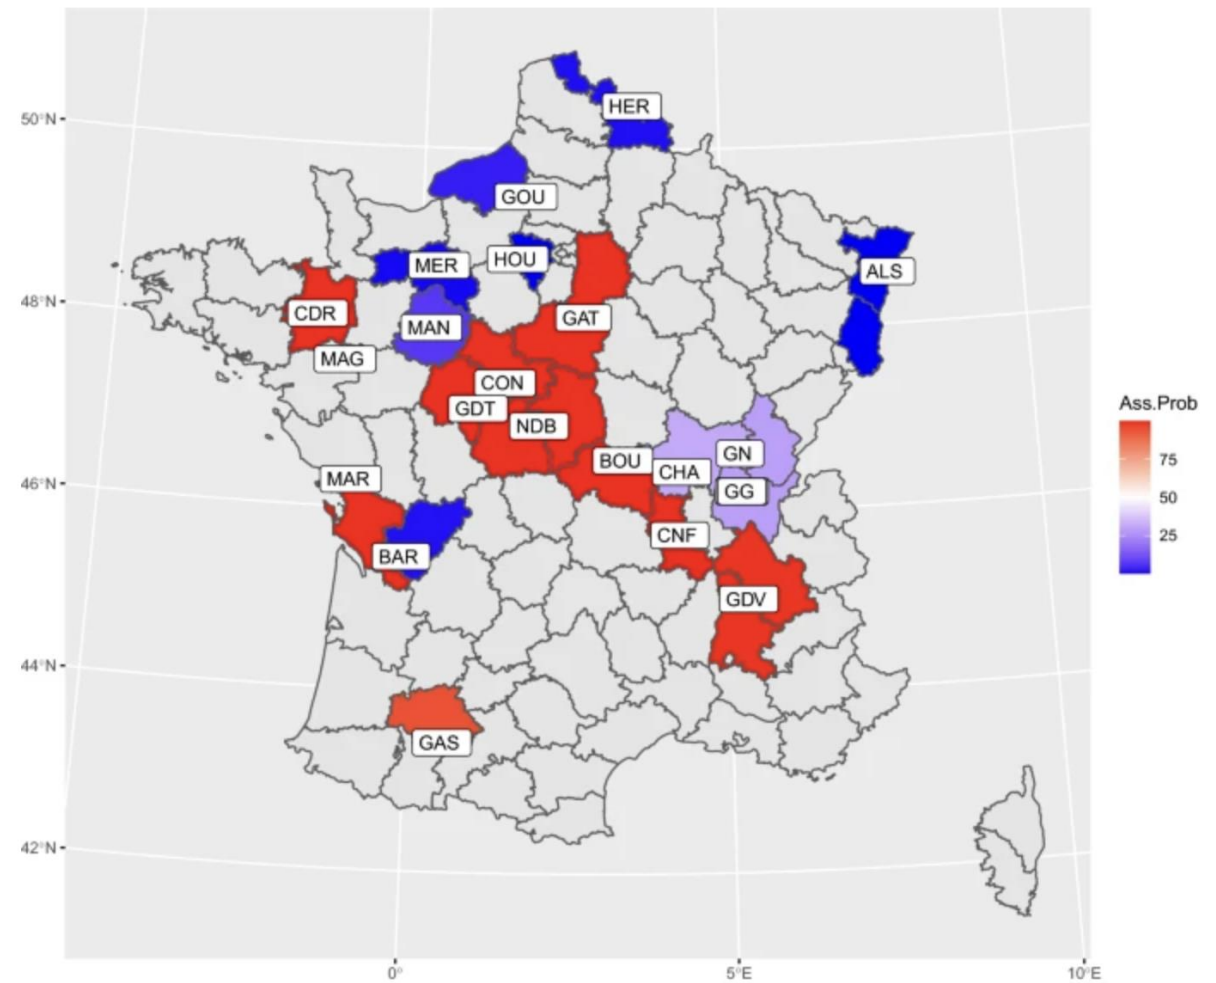 50°N
48°N
46°N
44°N
42°N
HER
GOU
MER
HOU
ALS
CDR
MAN
GAT
MAG
CON
GDT
NDB
BOU
CHA
GN
GG
MAR
CNF
BAR
GDV
GAS
0°
5°E
10°E
Ass.Prob
75
50
25